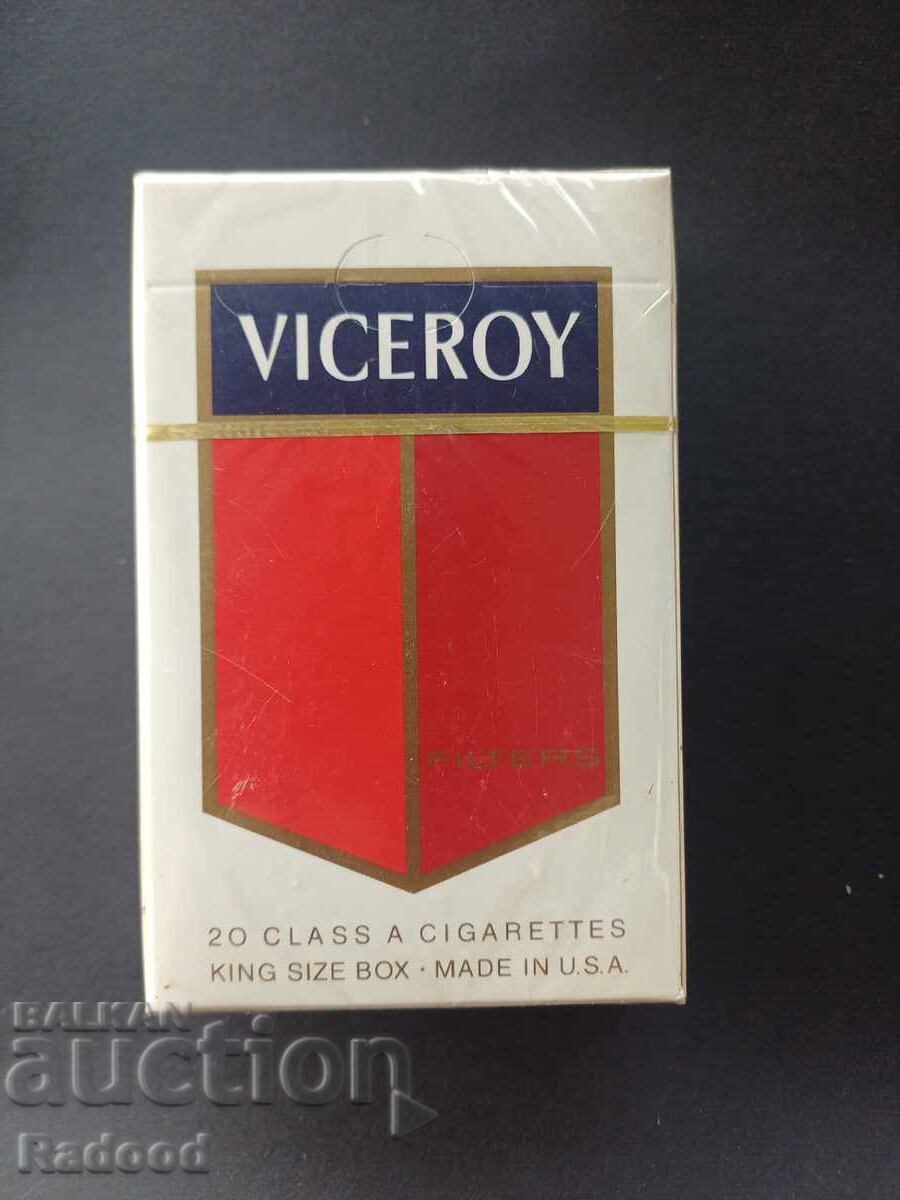 VICEROY
FILTERS
20 CLASS A CIGARETTES
KING SIZE BOX · MADE IN U.S.A.
BALKAN
auction
Radood